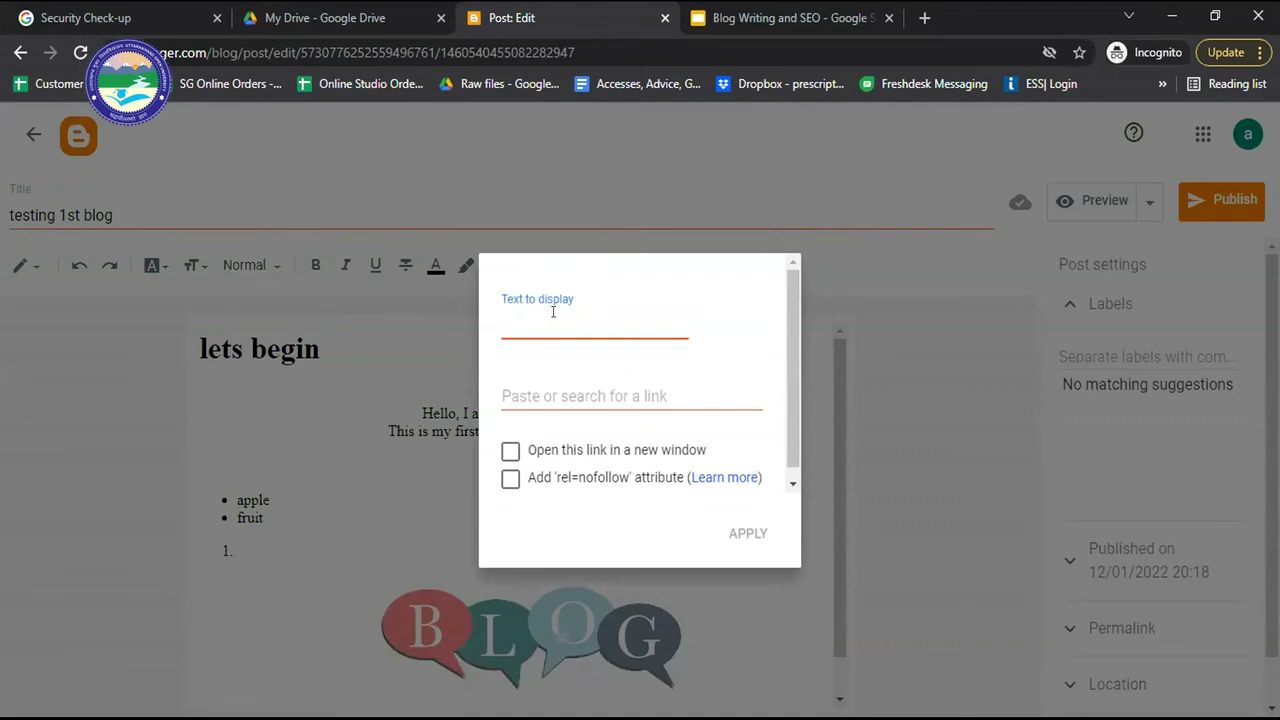 Security Check-up
My Drive - Google Drive
Post: Edit
Blog Writing and SEO - Google S
ger.com/blog/post/edit/5730776252559496761/1460540455082282947
Incognito
Update
Custome
SG Online Orders -...
Online Studio Orde...
Raw files - Google...
Accesses, Advice, G...
Dropbox - prompt...
Freshdesk Messaging
ESS| Login
»
Reading list
a
Title
testing 1st blog
Preview
Publish
Normal
B I U A
Post settings
Labels
Separate labels with com...
No matching suggestions
Text to display
Paste or search for a link
Open this link in a new window
Add 'rel=nofollow' attribute (Learn more)
APPLY
lets begin
Hello, I a
This is my first
• apple
• fruit
1.
BLOG
Published on
12/01/2022 20:18
Permalink
Location